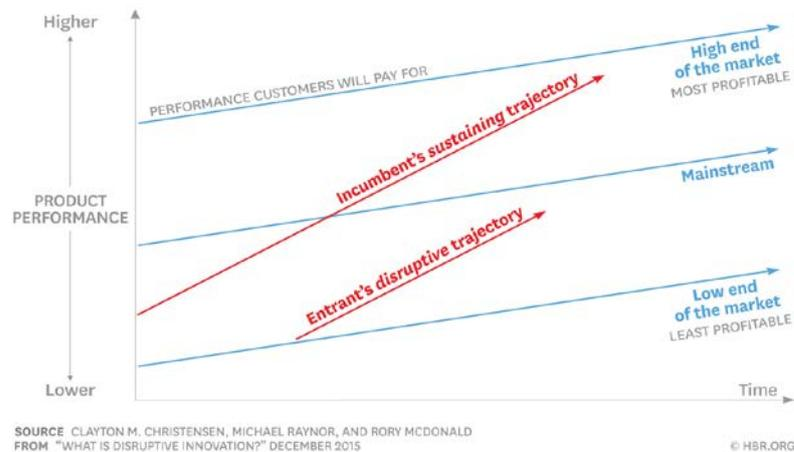 Higher
PERFORMANCE CUSTOMERS WILL PAY FOR
High end
of the market
MOST PROFITABLE
Incumbent's sustaining trajectory
Mainstream
PRODUCT
PERFORMANCE
Entrant's disruptive trajectory
Low end
of the market
LEAST PROFITABLE
Lower
Time
SOURCE CLAYTON M. CHRISTENSEN, MICHAEL RAYNOR, AND RORY MCDONALD
FROM "WHAT IS DISRUPTIVE INNOVATION?" DECEMBER 2015
© HBR.ORG